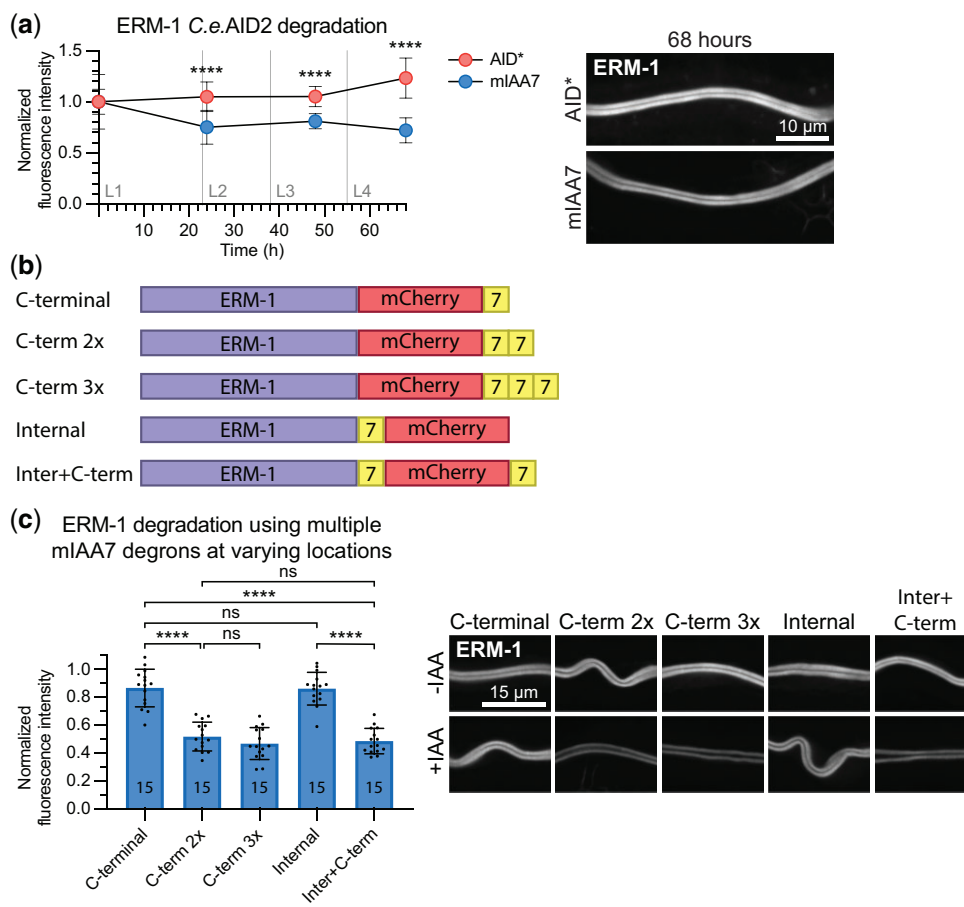 (a)
ERM-1 C.e.AID2 degradation
Normalized
fluorescence intensity
1.5
1.0
0.5
0.0
****
****
****
L1
L2
L3
L4
10 20 30 40 50 60
Time (h)
AID*
mIAA7
68 hours
AID*
ERM-1
10 µm
mIAA7
(b)
C-terminal ERM-1 mCherry 7
C-term 2x ERM-1 mCherry 7 7
C-term 3x ERM-1 mCherry 7 7 7
Internal ERM-1 7 mCherry
Inter+C-term ERM-1 7 mCherry 7
(c)
ERM-1 degradation using multiple
mIAA7 degrons at varying locations
ns
****
ns
**** ns ****
Normalized
fluorescence intensity
1.0
0.8
0.6
0.4
0.2
0.0
15 15 15 15 15
C-terminal
C-term 2x
C-term 3x
Internal
Inter+C-term
C-terminal C-term 2x C-term 3x Internal Inter+
C-term
-IAA
ERM-1
15 µm
+IAA